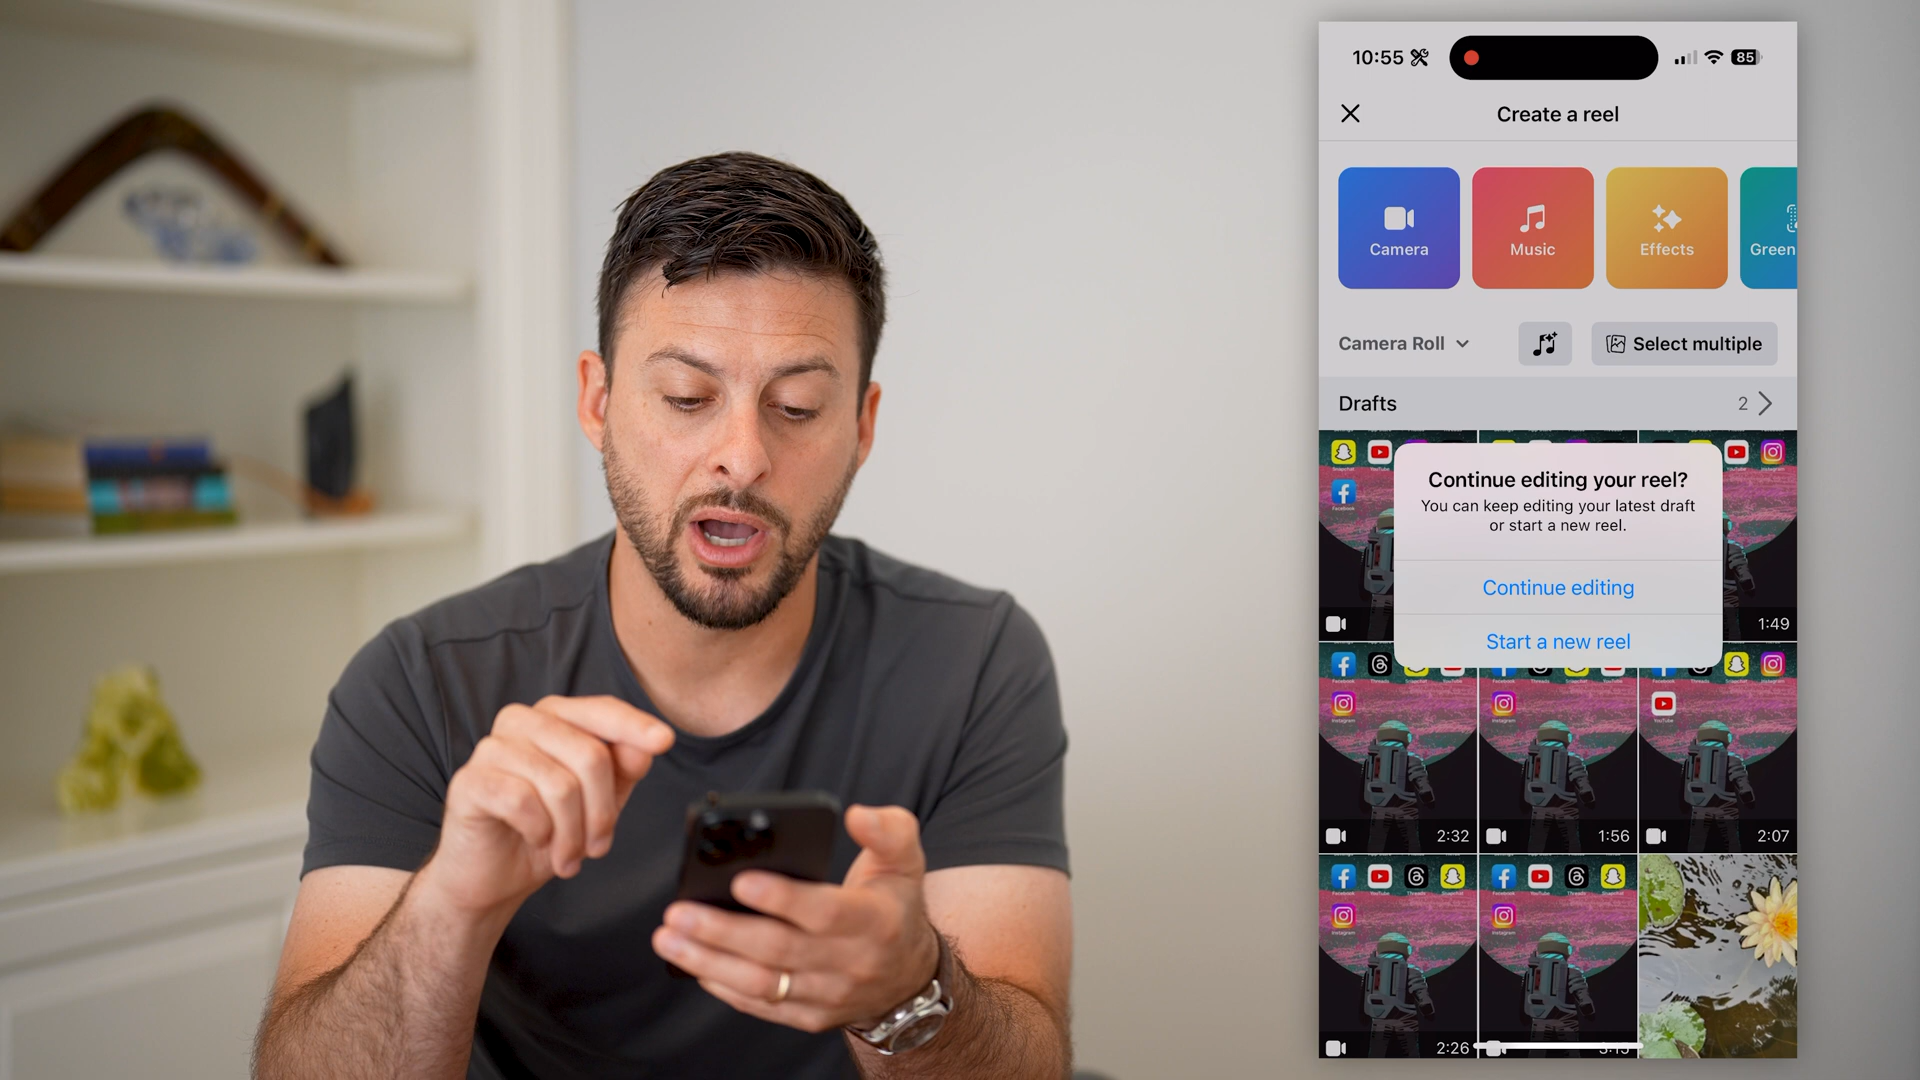 10:55
85
Create a reel
Camera
Music
Effects
Green
Camera Roll
Select multiple
Drafts
2
Continue editing your reel?
You can keep editing your latest draft
or start a new reel.
Continue editing
Start a new reel
1:49
2:32
1:56
2:07
2:26
3:15